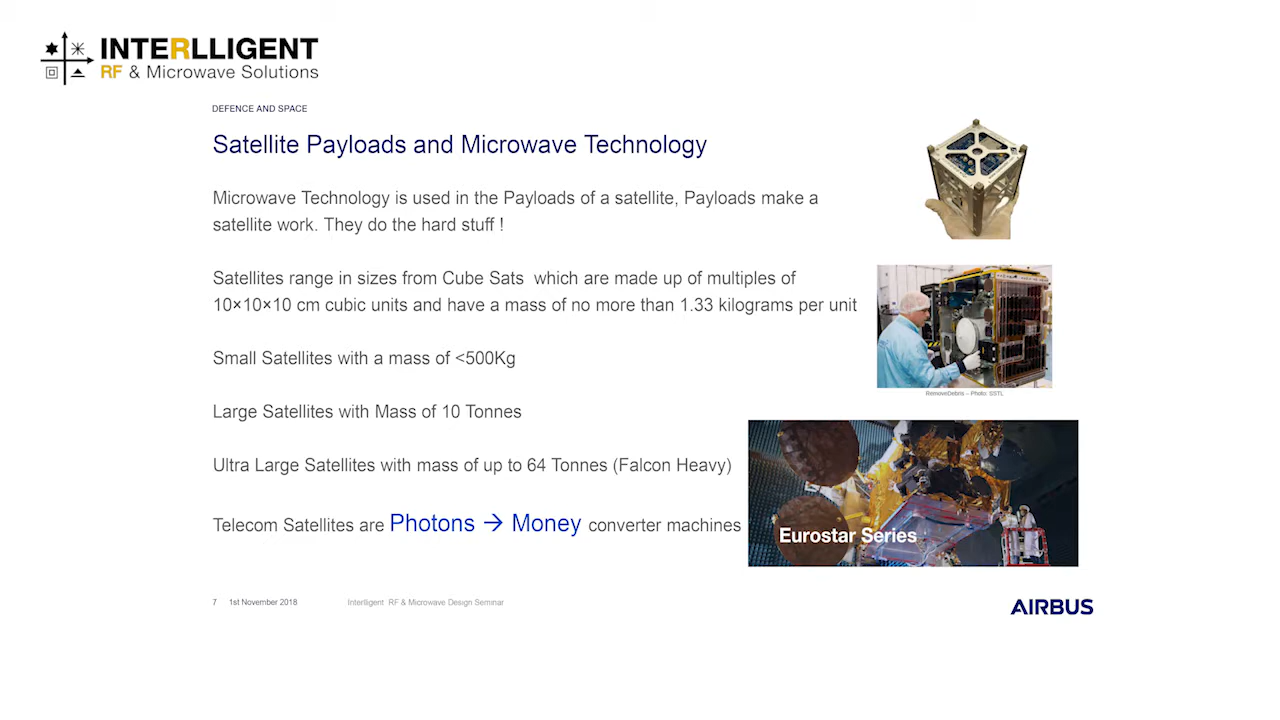 INTERLLIGENT
RF & Microwave Solutions
DEFENCE AND SPACE
Satellite Payloads and Microwave Technology
Microwave Technology is used in the Payloads of a satellite, Payloads make a
satellite work. They do the hard stuff !
Satellites range in sizes from Cube Sats which are made up of multiples of
10×10×10 cm cubic units and have a mass of no more than 1.33 kilograms per unit
Small Satellites with a mass of <500Kg
Large Satellites with Mass of 10 Tonnes
Ultra Large Satellites with mass of up to 64 Tonnes (Falcon Heavy)
Telecom Satellites are Photons → Money converter machines
RemoveDebris – Photo: SSTL
Eurostar Series
7 1st November 2018 Interlligent RF & Microwave Design Seminar
AIRBUS